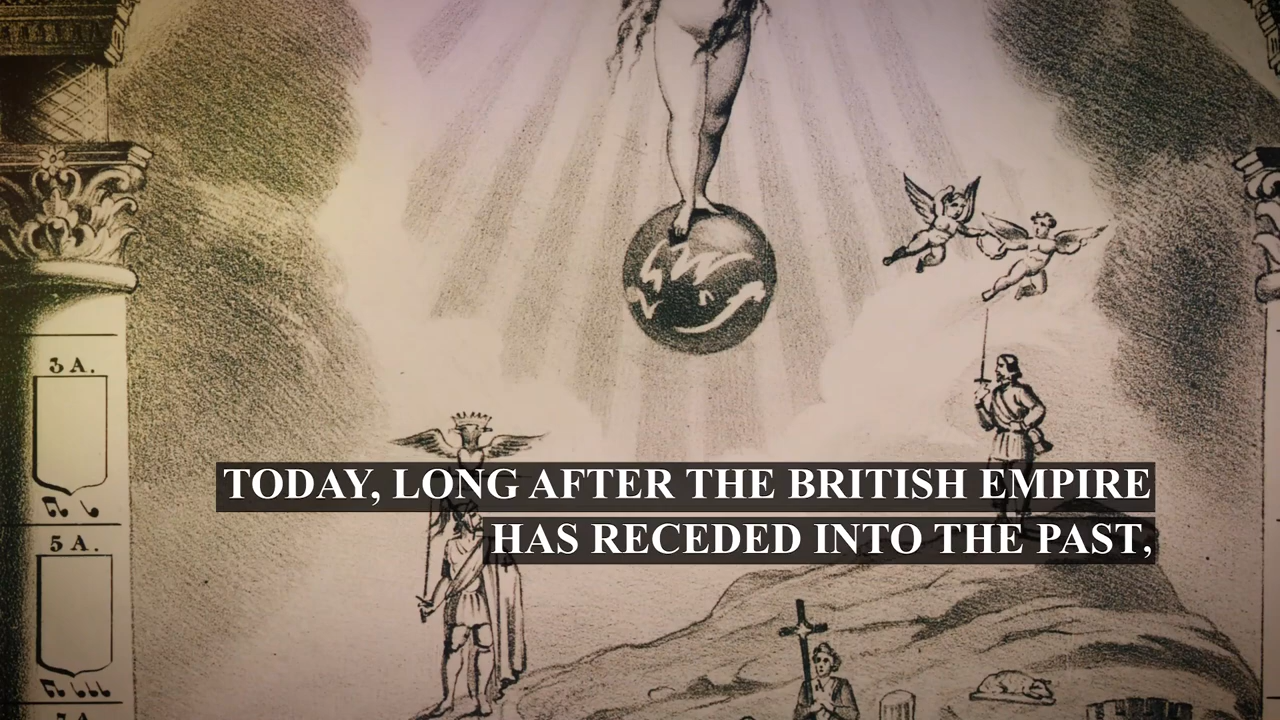 3 A.
5 A.
TODAY, LONG AFTER THE BRITISH EMPIRE
HAS RECEDED INTO THE PAST,